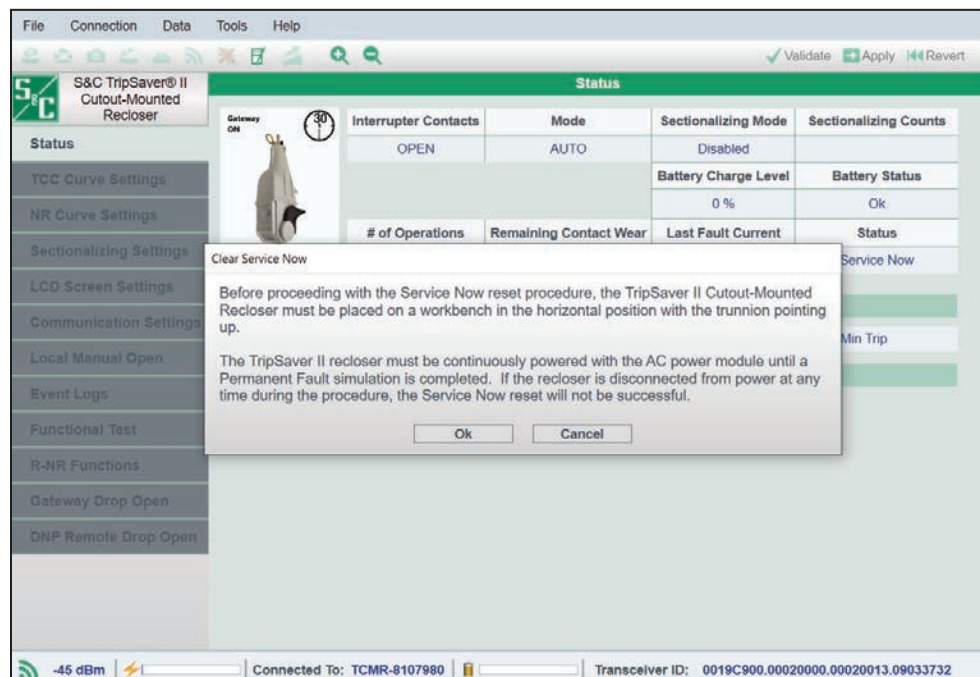 File Connection Data Tools Help
Validate Apply Revert
S&C
S&C TripSaver® II
Cutout-Mounted
Recloser
Status
Status
TCC Curve Settings
NR Curve Settings
Sectionalizing Settings
LCD Screen Settings
Communication Settings
Local Manual Open
Event Logs
Functional Test
R-NR Functions
Gateway Drop Open
DNP Remote Drop Open
Gateway
ON
30
Interrupter Contacts Mode Sectionalizing Mode Sectionalizing Counts
OPEN AUTO Disabled
Battery Charge Level Battery Status
0 % Ok
# of Operations Remaining Contact Wear Last Fault Current Status
Service Now
Min Trip
Clear Service Now
Before proceeding with the Service Now reset procedure, the TripSaver II Cutout-Mounted
Recloser must be placed on a workbench in the horizontal position with the trunnion pointing
up.
The TripSaver II recloser must be continuously powered with the AC power module until a
Permanent Fault simulation is completed. If the recloser is disconnected from power at any
time during the procedure, the Service Now reset will not be successful.
Ok Cancel
-45 dBm Connected To: TCMR-8107980 Transceiver ID: 0019C900.00020000.00020013.09033732